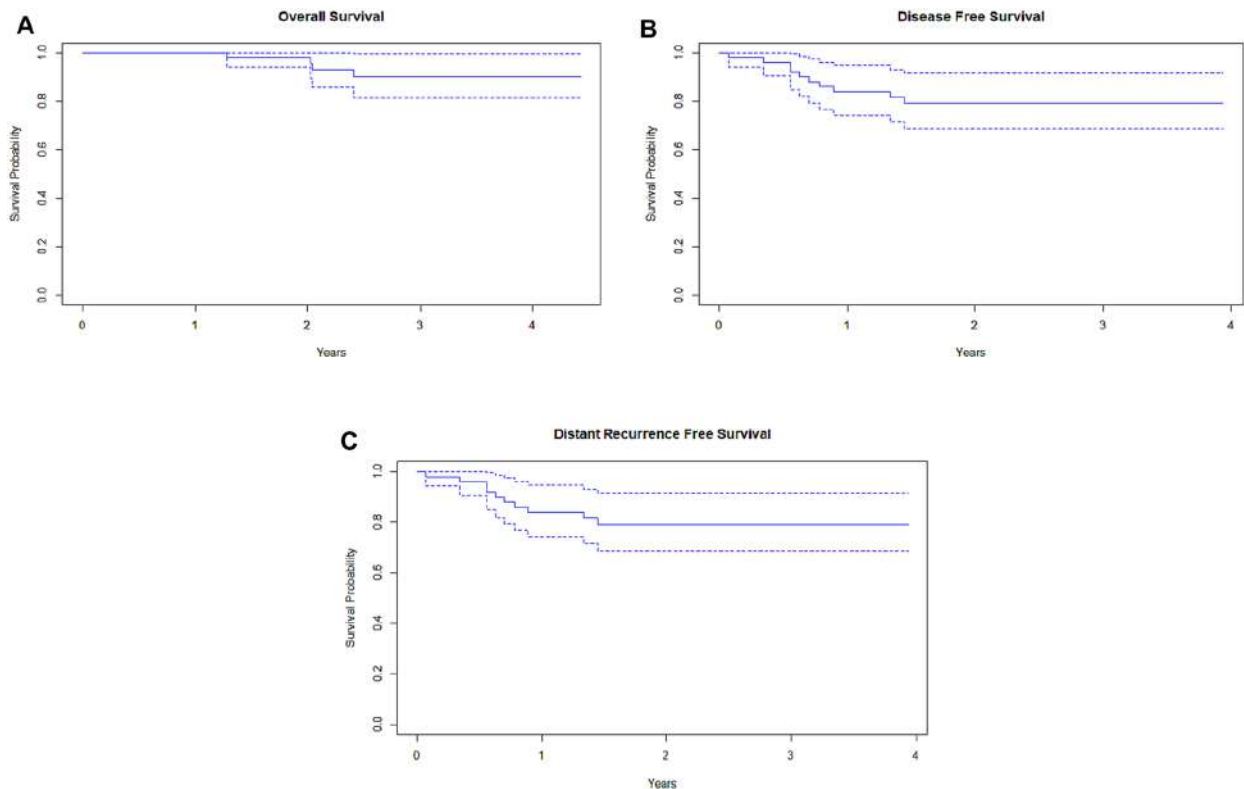 A
Overall Survival
Survival Probability
1.0
0.8
0.6
0.4
0.2
0.0
0 1 2 3 4
Years
B
Disease Free Survival
Survival Probability
1.0
0.8
0.6
0.4
0.2
0.0
0 1 2 3 4
Years
C
Distant Recurrence Free Survival
Survival Probability
1.0
0.8
0.6
0.4
0.2
0.0
0 1 2 3 4
Years